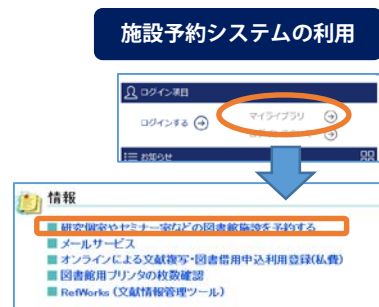 施設予約システムの利用
ログイン項目
ログインする
マイライブラリ
お知らせ
情報
研究個室やセミナー室などの図書館施設を予約する
メールサービス
オンラインによる文献複写・図書借用申込利用登録(私費)
図書館用プリンタの枚数確認
RefWorks (文献情報管理ツール)